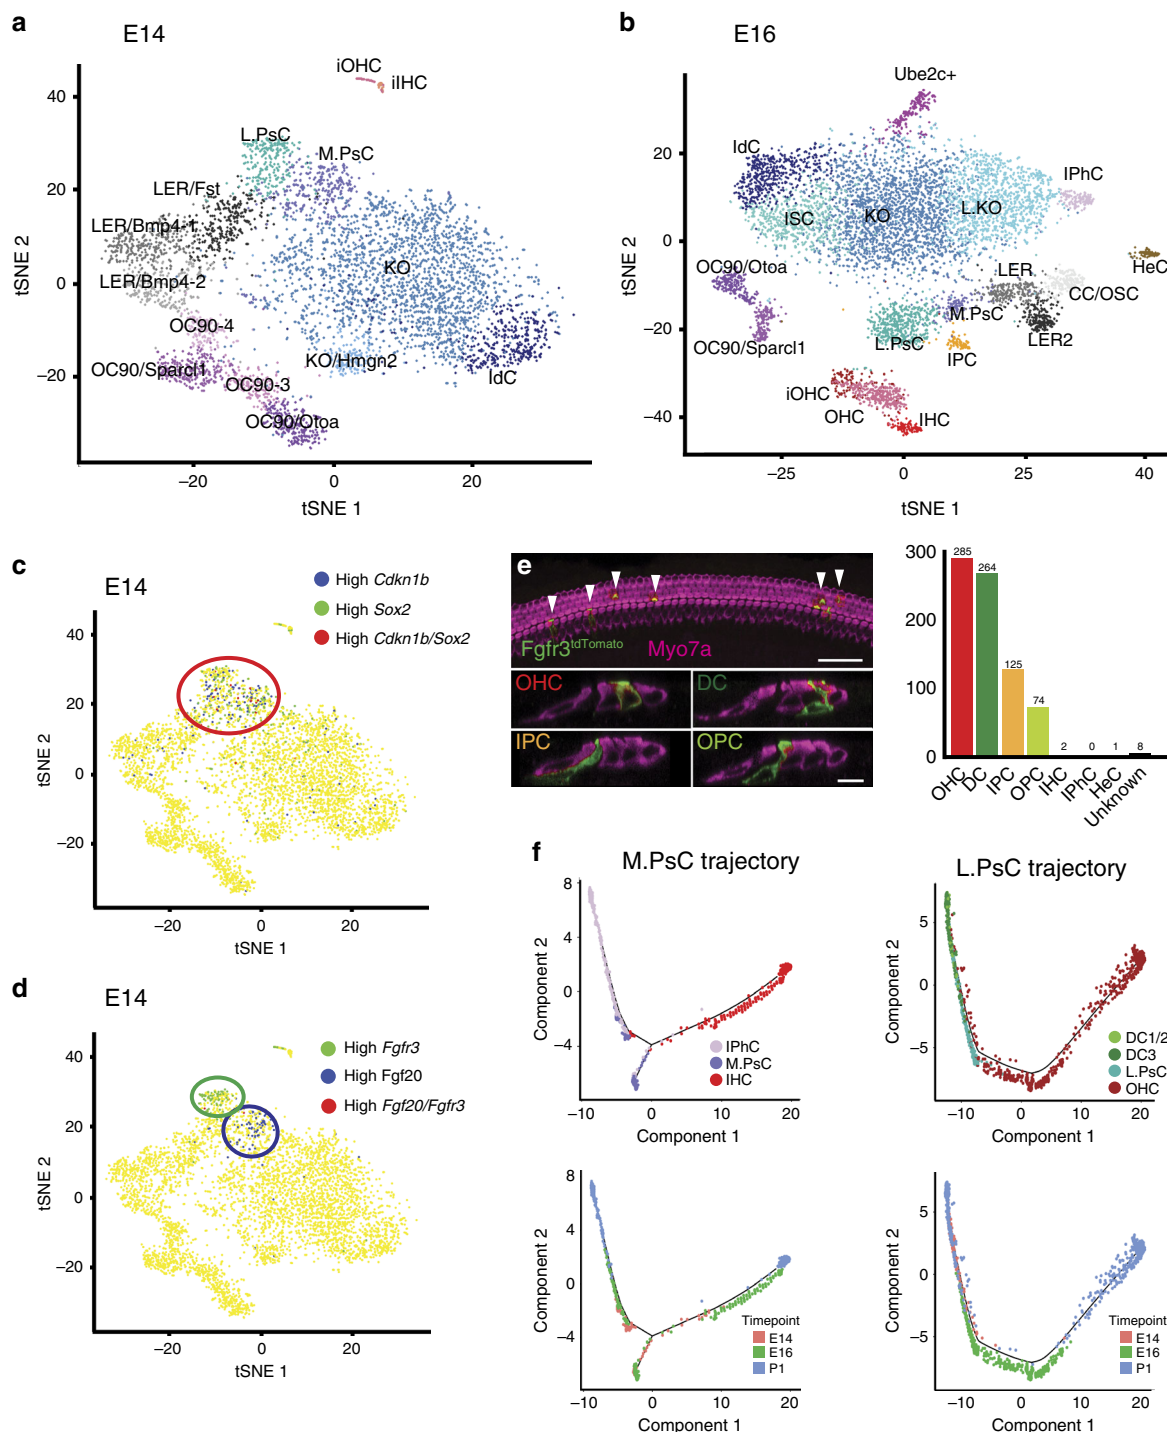 a
E14
iOHC
iIHC
L.PsC
M.PsC
LER/Fst
LER/Bmp4-1
LER/Bmp4-2
KO
OC90-4
OC90/Sparcl1
OC90-3
KO/Hmgn2
IdC
OC90/Otoa
40
20
0
−20
tSNE 2
−20
0
20
tSNE 1
b
E16
Ube2c+
IdC
ISC
KO
L.KO
IPhC
OC90/Otoa
LER
HeC
CC/OSC
M.PsC
OC90/Sparcl1
L.PsC
IPC
LER2
iOHC
OHC
IHC
20
0
−20
−40
tSNE 2
−25
0
25
40
tSNE 1
c
E14
High Cdkn1b
High Sox2
High Cdkn1b/Sox2
40
20
0
−20
tSNE 2
−20
0
20
tSNE 1
d
E14
High Fgfr3
High Fgf20
High Fgf20/Fgfr3
40
20
0
−20
tSNE 2
−20
0
20
tSNE 1
e
Fgfr3tdTomato
Myo7a
OHC
DC
IPC
OPC
300
200
100
0
285
264
125
74
2
0
1
8
OHC
DC
IPC
OPC
IHC
IPhC
HeC
Unknown
f
M.PsC trajectory
8
4
0
−4
Component 2
IPhC
M.PsC
IHC
−10
0
10
20
Component 1
L.PsC trajectory
5
0
−5
Component 2
DC1/2
DC3
L.PsC
OHC
−10
0
10
20
Component 1
8
4
0
−4
Component 2
Timepoint
E14
E16
P1
−10
0
10
20
Component 1
5
0
−5
Component 2
Timepoint
E14
E16
P1
−10
0
10
20
Component 1